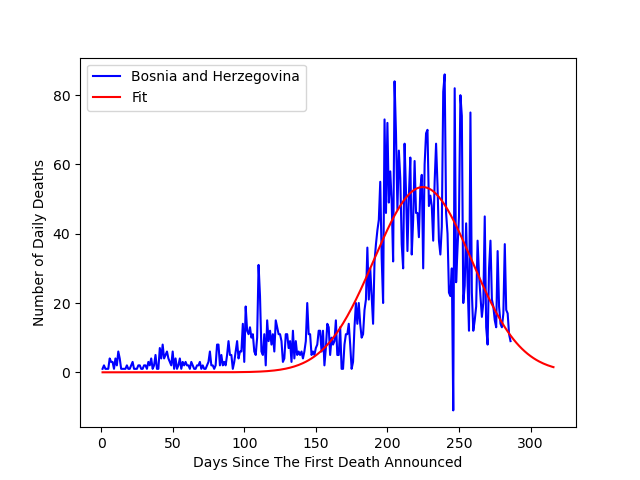 Bosnia and Herzegovina
Fit
Number of Daily Deaths
80
60
40
20
0
0 50 100 150 200 250 300
Days Since The First Death Announced